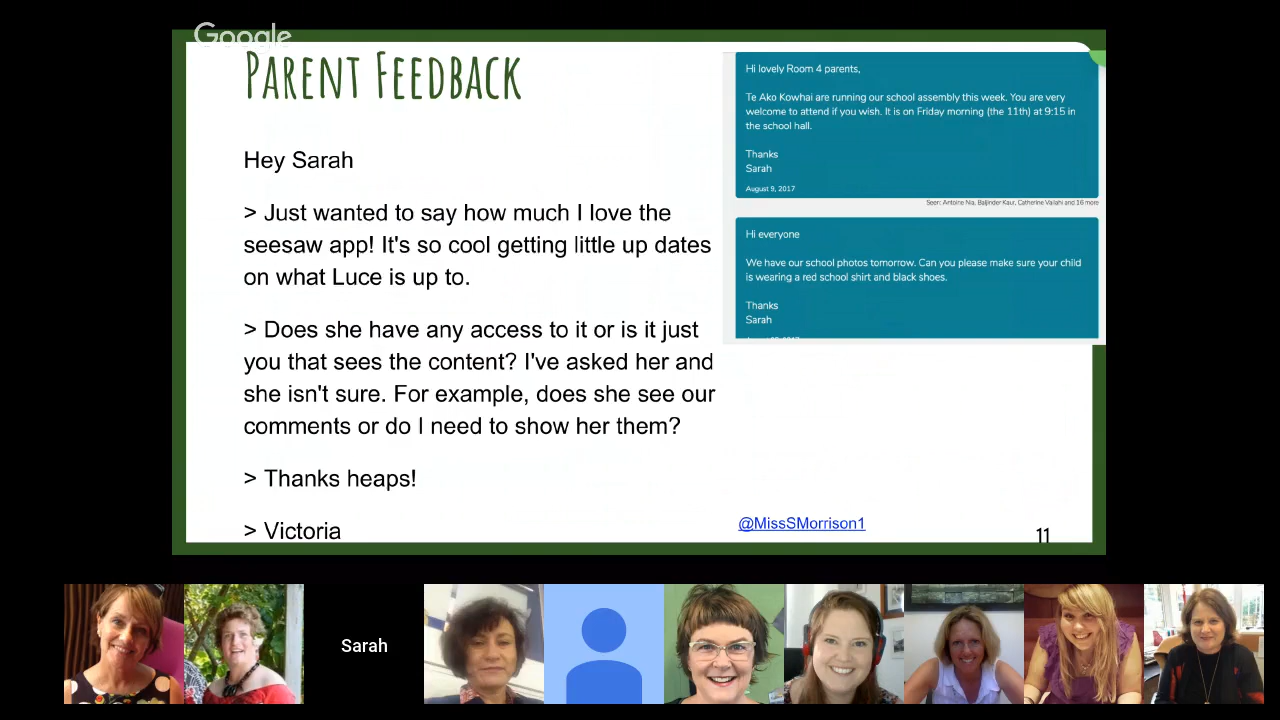 Google
PARENT FEEDBACK
Hey Sarah
> Just wanted to say how much I love the
seesaw app! It's so cool getting little up dates
on what Luce is up to.
> Does she have any access to it or is it just
you that sees the content? I've asked her and
she isn't sure. For example, does she see our
comments or do I need to show her them?
> Thanks heaps!
> Victoria
Hi lovely Room 4 parents,
Te Ako Kowhai are running our school assembly this week. You are very
welcome to attend if you wish. It is on Friday morning (the 11th) at 9:15 in
the school hall.
Thanks
Sarah
August 9, 2017
Seen: Antoine Nia, Baljinder Kaur, Catherine Vailahi and 16 more
Hi everyone
We have our school photos tomorrow. Can you please make sure your child
is wearing a red school shirt and black shoes.
Thanks
Sarah
@MissSMorrison1
11
Sarah